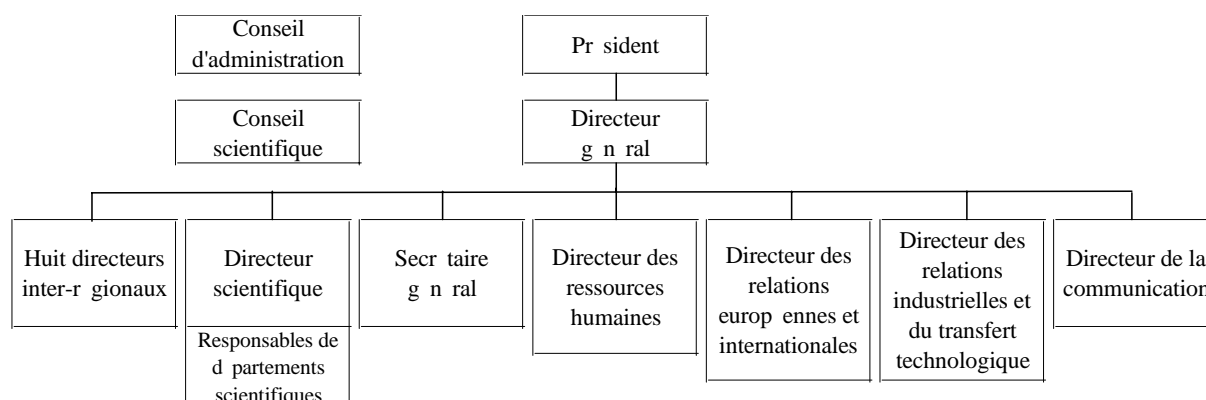 Conseil
d'administration
Pr sident
Conseil
scientifique
Directeur
g n ral
Huit directeurs
inter-r gionaux
Directeur
scientifique
Responsables de
d partements
scientifiques
Secr taire
g n ral
Directeur des
ressources
humaines
Directeur des
relations
europ ennes et
internationales
Directeur des
relations
industrielles et
du transfert
technologique
Directeur de la
communication